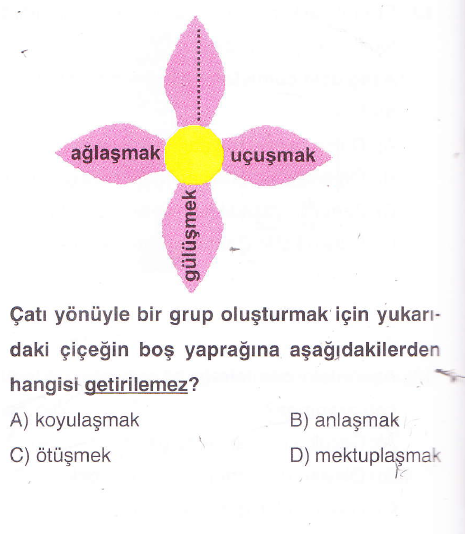 ağlaşmak
uçuşmak
gülüşmek
Çatı yönüyle bir grup oluşturmak için yukarı-
daki çiçeğin boş yaprağına aşağıdakilerden
hangisi getirilemez?
A) koyulaşmak
B) anlaşmak
C) ötüşmek
D) mektuplaşmak